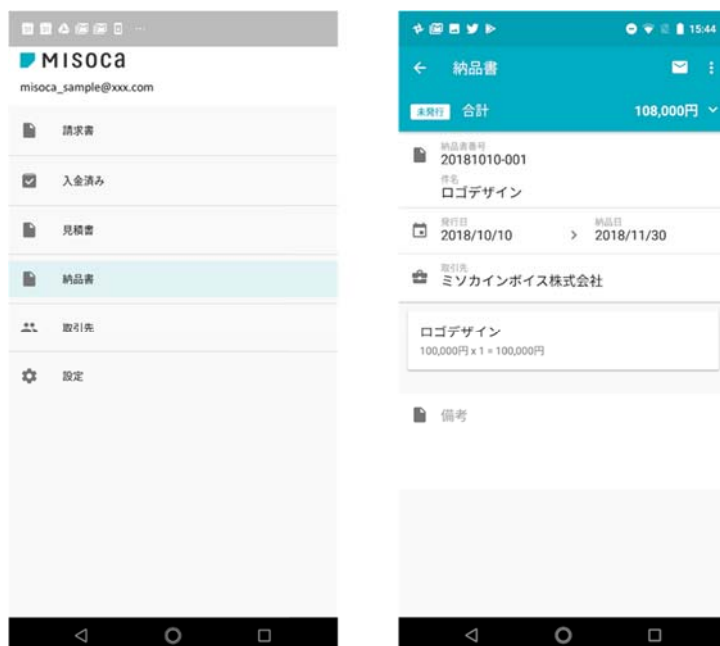 MISOCa
misoca_sample@xxx.com
請求書
入金済み
見積書
納品書
取引先
設定
15:44
納品書
未発行 合計 108,000円
納品書番号
20181010-001
件名
ロゴデザイン
発行日 納品日
2018/10/10 > 2018/11/30
取引先
ミソカインボイス株式会社
ロゴデザイン
100,000円 x 1 = 100,000円
備考